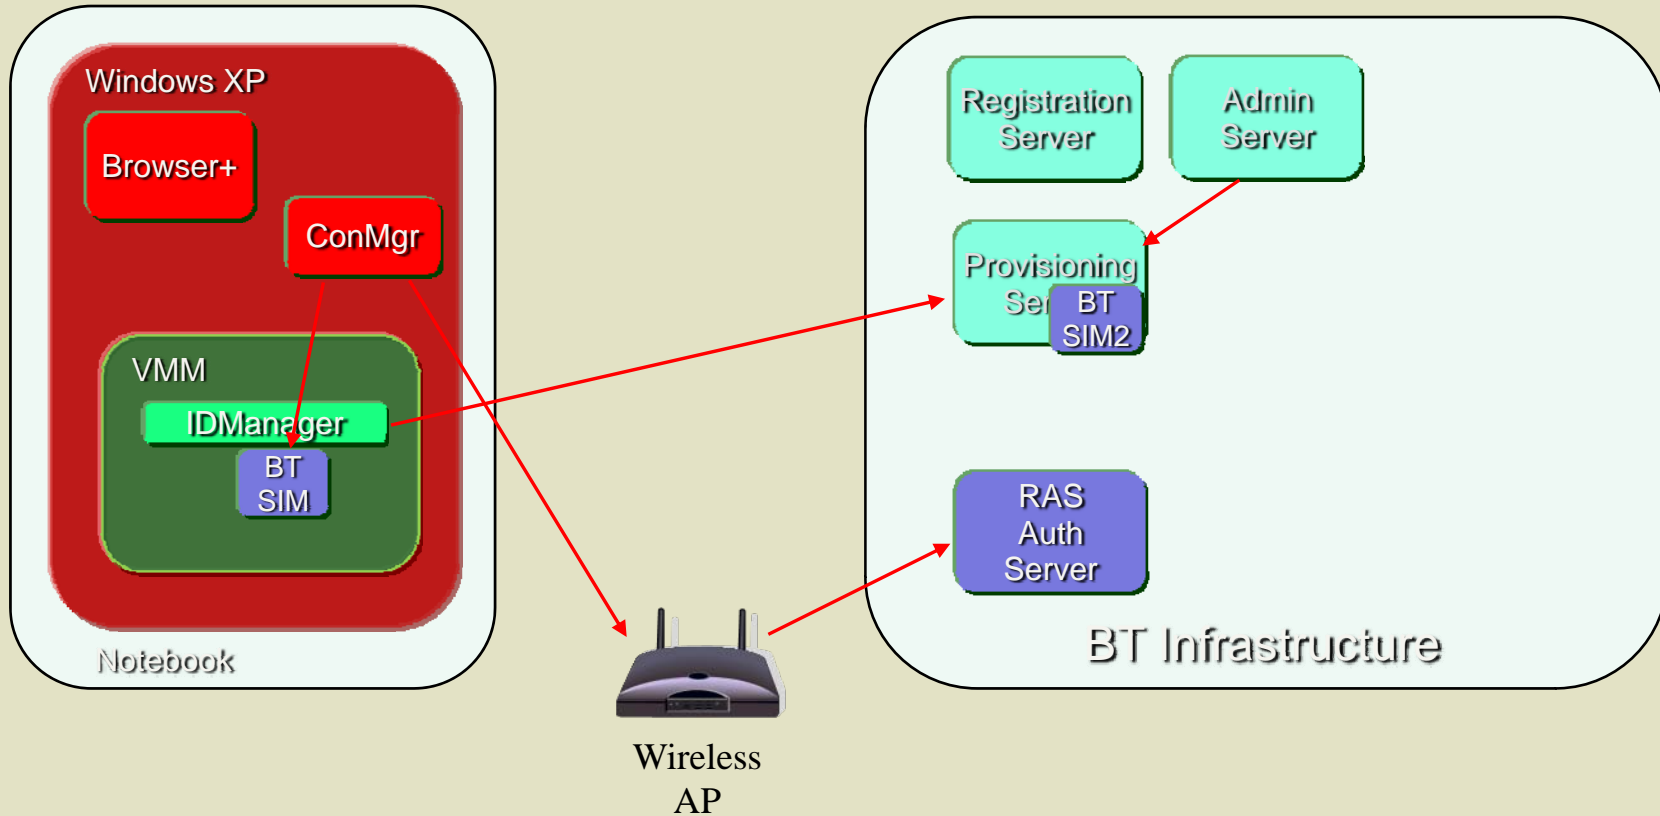 Windows XP
Browser+
ConMgr
VMM
IDManager
BT
SIM
Notebook
Wireless
AP
Registration
Server
Admin
Server
Provisioning
Ser
BT
SIM2
RAS
Auth
Server
BT Infrastructure